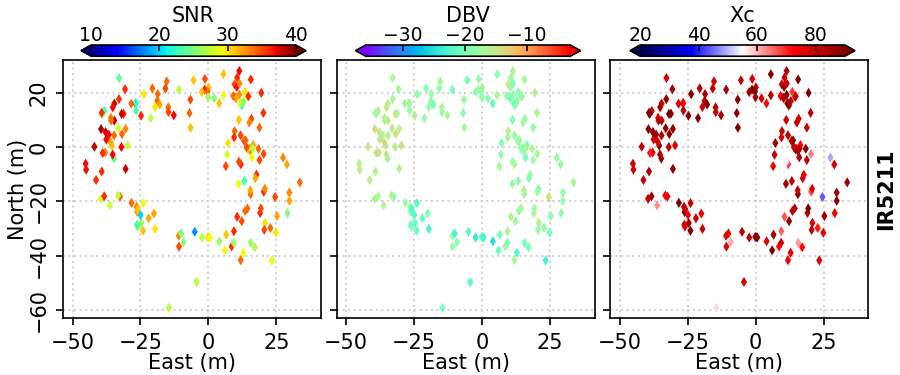 SNR DBV Xc
10 20 30 40 −30 −20 −10 20 40 60 80
North (m)
20
0
−20
−40
−60
−50 −25 0 25 −50 −25 0 25 −50 −25 0 25
East (m) East (m) East (m)
IR5211